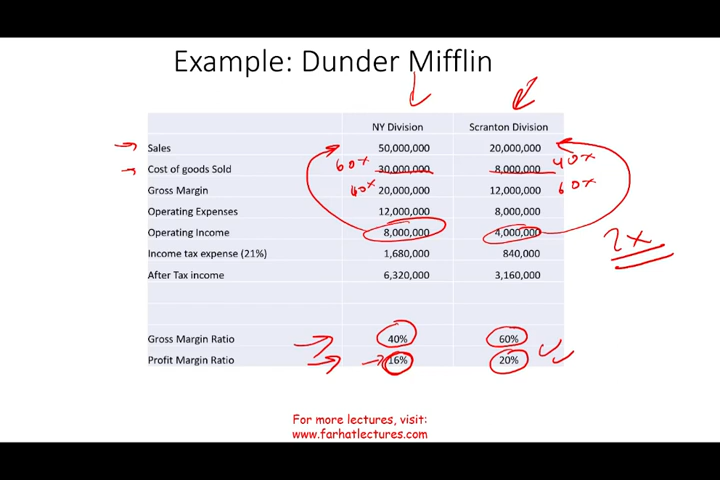 Example: Dunder Mifflin
NY Division Scranton Division
Sales 50,000,000 20,000,000
Cost of goods Sold 60% 30,000,000 8,000,000 40%
Gross Margin 40% 20,000,000 12,000,000 60%
Operating Expenses 12,000,000 8,000,000
Operating Income 8,000,000 4,000,000 2x
Income tax expense (21%) 1,680,000 840,000
After Tax income 6,320,000 3,160,000
Gross Margin Ratio 40% 60%
Profit Margin Ratio 16% 20%
For more lectures, visit:
www.farhatlectures.com